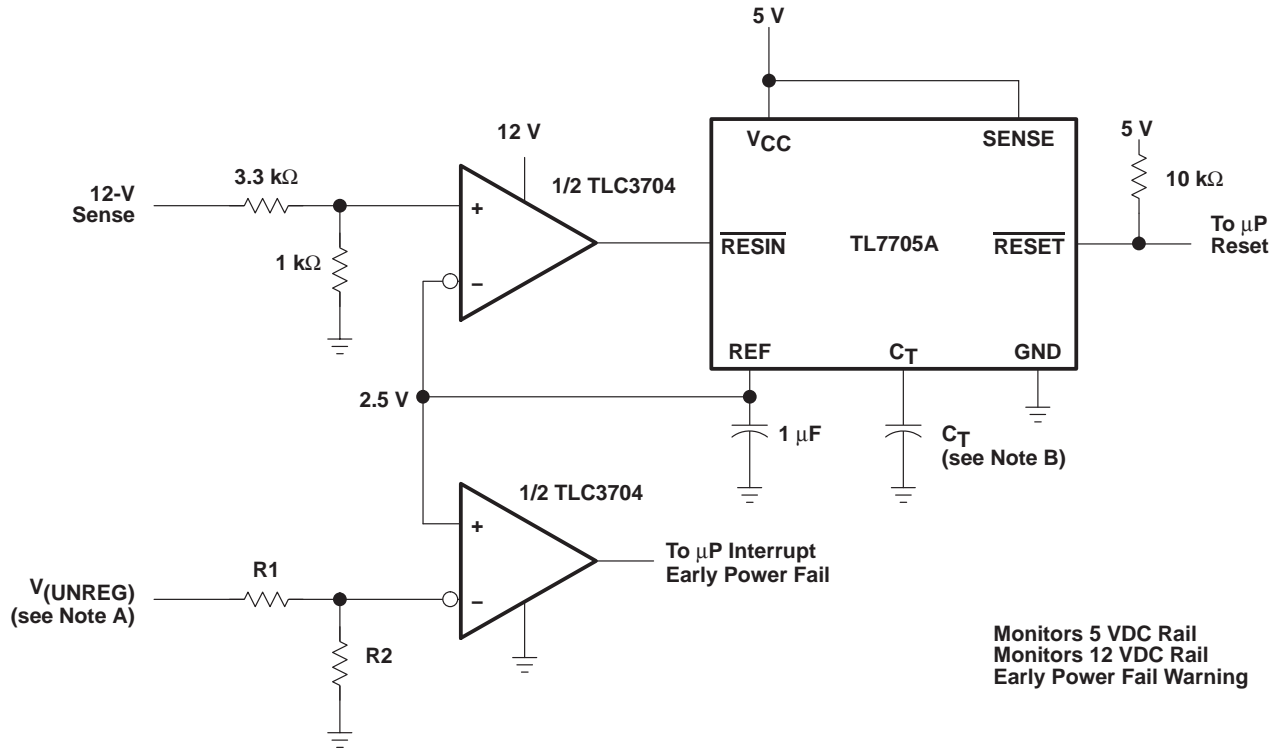 5 V
12 V
1/2 TLC3704
3.3 kΩ
12-V
Sense
1 kΩ
+
−
VCC
SENSE
RESIN
TL7705A
RESET
REF
CT
GND
5 V
10 kΩ
To μP
Reset
2.5 V
1 μF
CT
(see Note B)
1/2 TLC3704
+
−
To μP Interrupt
Early Power Fail
V(UNREG)
(see Note A)
R1
R2
Monitors 5 VDC Rail
Monitors 12 VDC Rail
Early Power Fail Warning